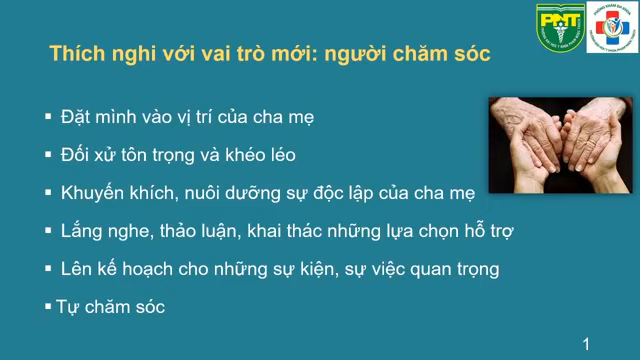 PNT
Thích nghi với vai trò mới: người chăm sóc
▪ Đặt mình vào vị trí của cha mẹ
▪ Đối xử tôn trọng và khéo léo
▪ Khuyến khích, nuôi dưỡng sự độc lập của cha mẹ
▪ Lắng nghe, thảo luận, khai thác những lựa chọn hỗ trợ
▪ Lên kế hoạch cho những sự kiện, sự việc quan trọng
▪ Tự chăm sóc
1